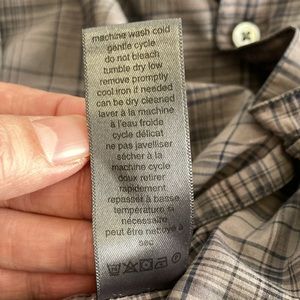 machine wash cold
gentle cycle
do not bleach
tumble dry low
remove promptly
cool iron if needed
can be dry cleaned
laver à la machine
à l'eau froide
cycle délicat
ne pas javelliser
sécher à la
machine cycle
doux retirer
rapidement
repasser à basse
température si
nécessaire
peut être nettoyé à
sec